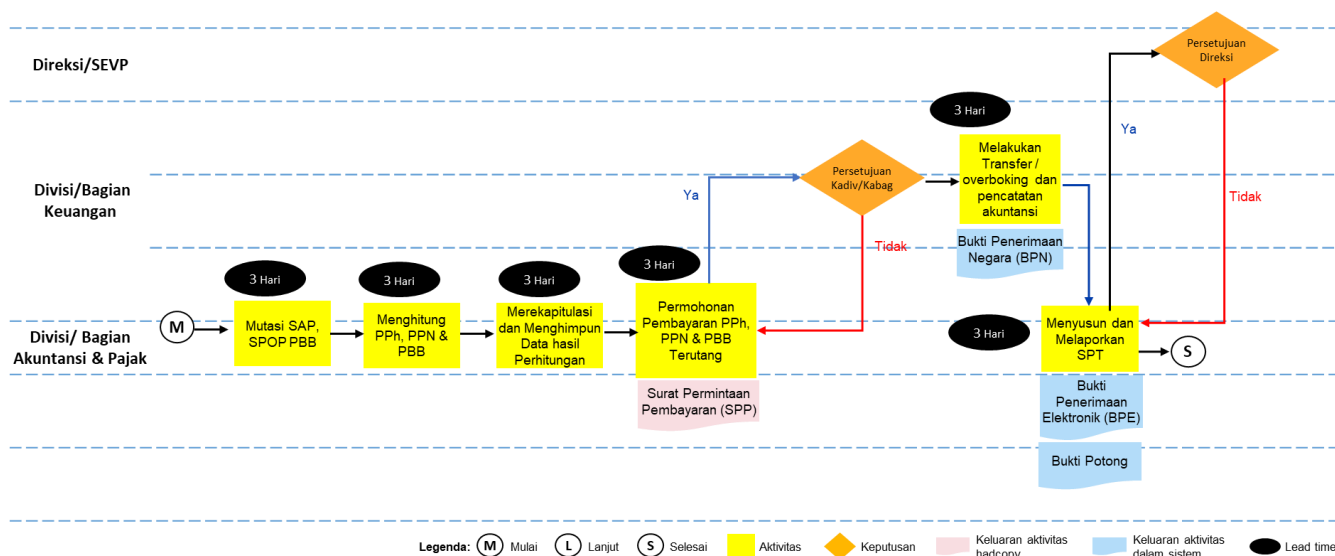 Direksi/SEVP
Persetujuan
Direksi
3 Hari
Ya
Divisi/Bagian
Keuangan
Ya
Persetujuan
Kadiv/Kabag
Tidak
Melakukan
Transfer /
overboking dan
pencatatan
akuntansi
Bukti Penerimaan
Negara (BPN)
Tidak
3 Hari
3 Hari
3 Hari
3 Hari
Divisi/ Bagian
Akuntansi & Pajak
M
Mutasi SAP,
SPOP PBB
Menghitung
PPh, PPN &
PBB
Merekapitulasi
dan Menghimpun
Data hasil
Perhitungan
Permohonan
Pembayaran PPh,
PPN & PBB
Terutang
Surat Permintaan
Pembayaran (SPP)
3 Hari
Menyusun dan
Melaporkan
SPT
S
Bukti
Penerimaan
Elektronik (BPE)
Bukti Potong
Legenda: M Mulai L Lanjut S Selesai Aktivitas Keputusan Keluaran aktivitas Keluaran aktivitas Lead time
hadcopy dalam sistem